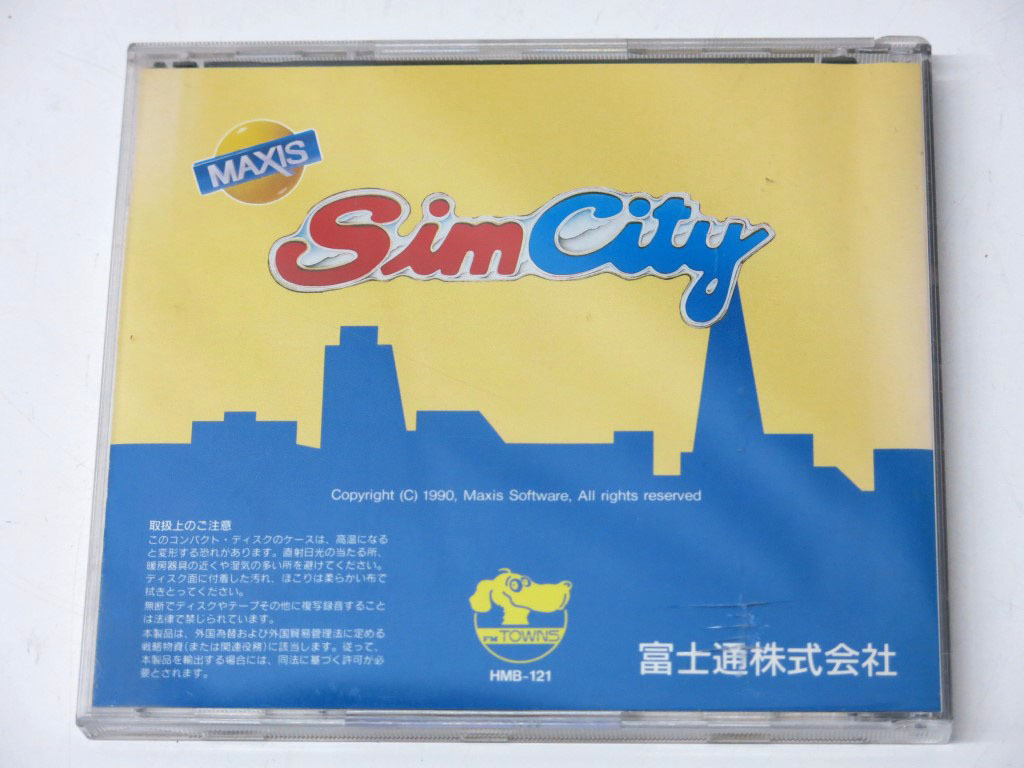 MAXIS
SimCity
Copyright (C) 1990, Maxis Software, All rights reserved
取扱上のご注意
このコンパクト・ディスクのケースは、高温になる
と変形する恐れがあります。直射日光の当たる所、
暖房器具の近くや湿気の多い所を避けてください。
ディスク面に付着した汚れ、ほこりは柔らかい布で
拭きとってください。
無断でディスクやテープその他に複写録音すること
は法律で禁じられています。
本製品は、外国為替および外国貿易管理法に定める
戦略物資(または関連役務)に該当します。従って、
本製品を輸出する場合には、同法に基づく許可が必
要とされます。
FM TOWNS
HMB-121
富士通株式会社